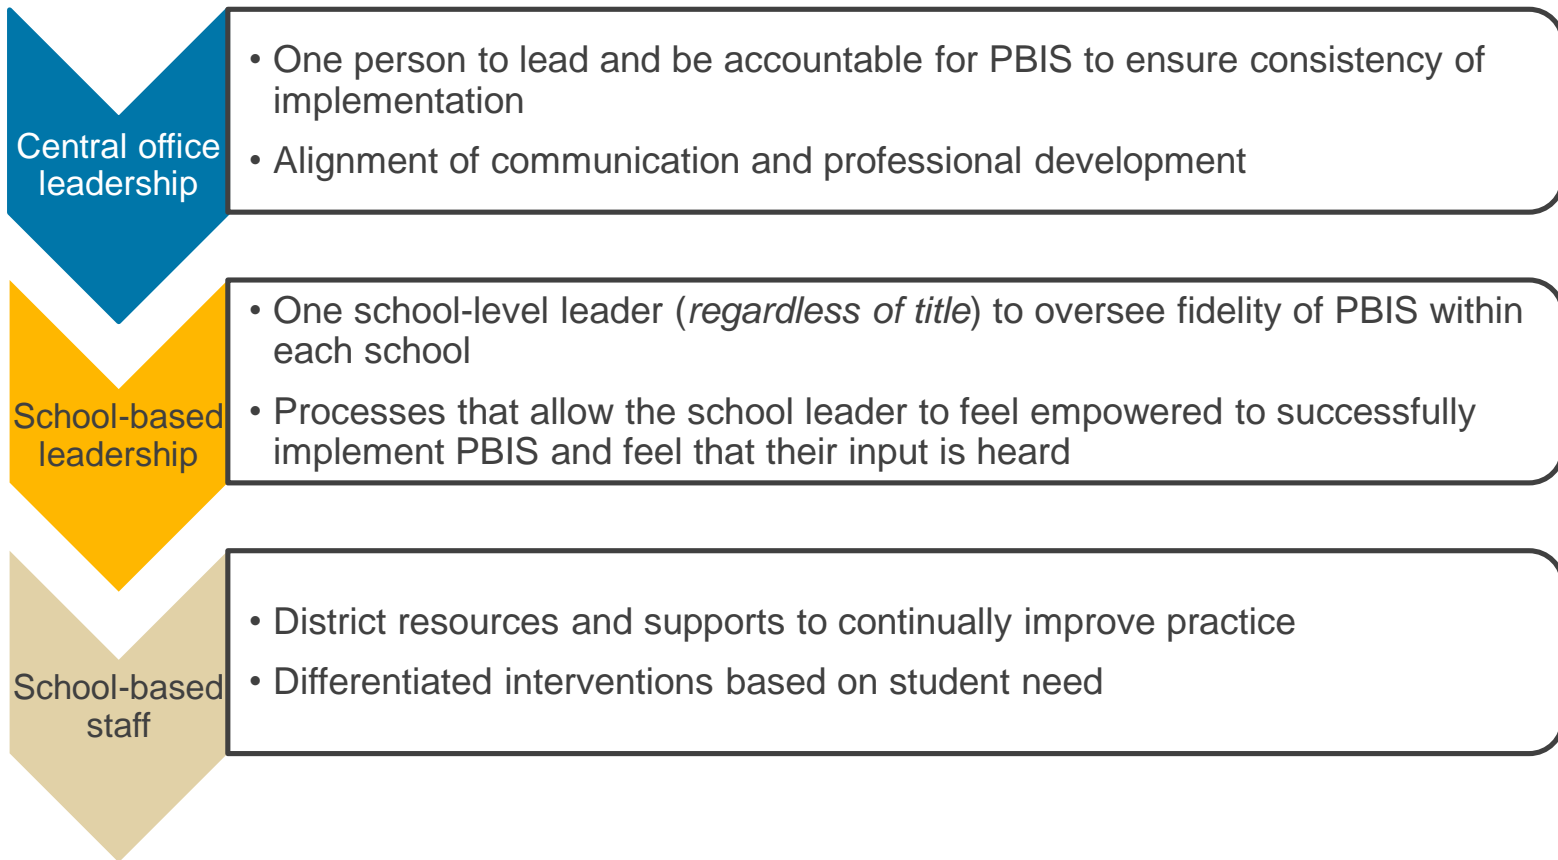 Central office
leadership
• One person to lead and be accountable for PBIS to ensure consistency of
implementation
• Alignment of communication and professional development
School-based
leadership
• One school-level leader (regardless of title) to oversee fidelity of PBIS within
each school
• Processes that allow the school leader to feel empowered to successfully
implement PBIS and feel that their input is heard
School-based
staff
• District resources and supports to continually improve practice
• Differentiated interventions based on student need